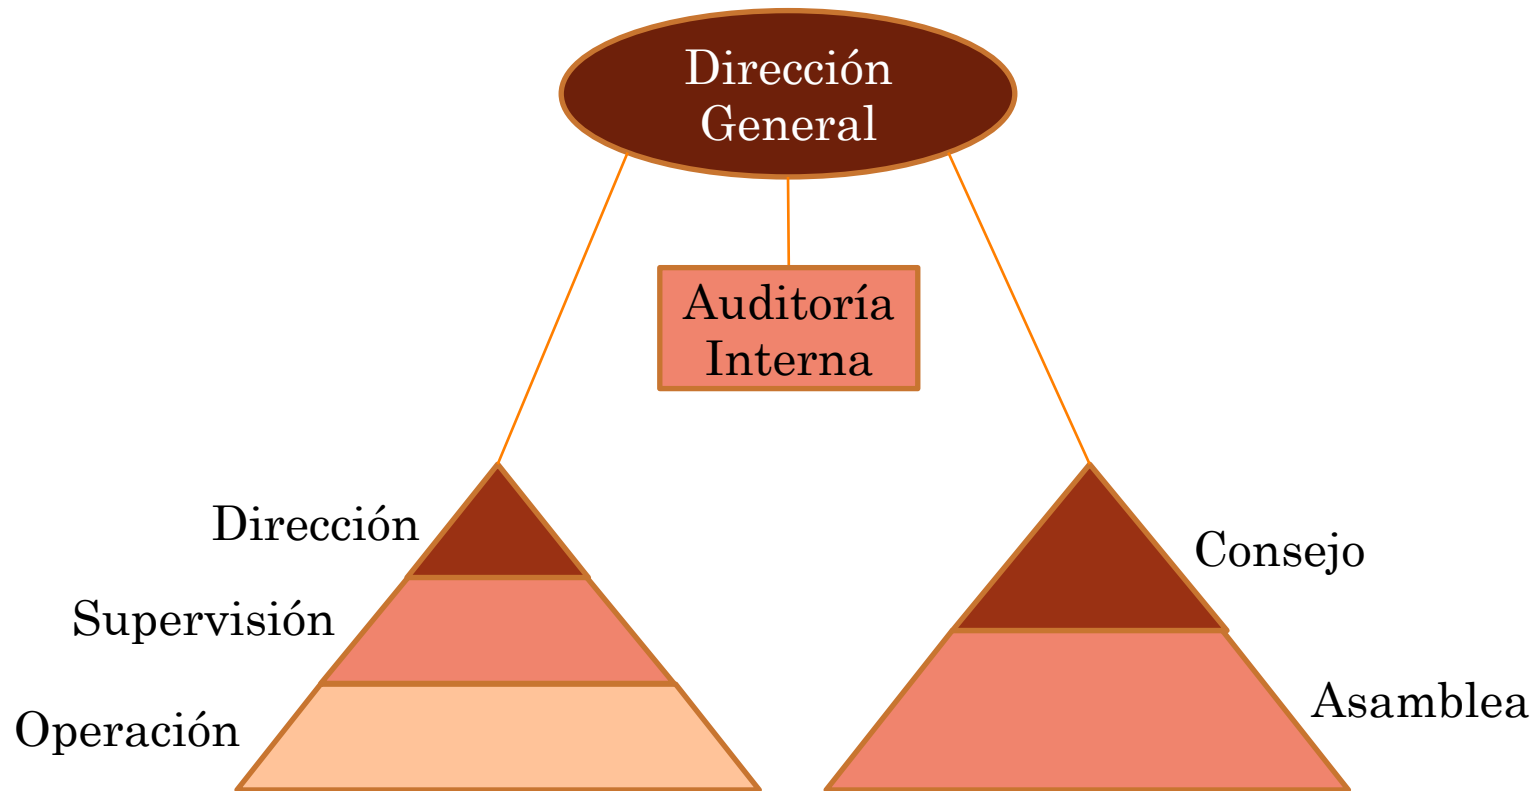 Dirección
General
Auditoría
Interna
Dirección
Supervisión
Operación
Consejo
Asamblea